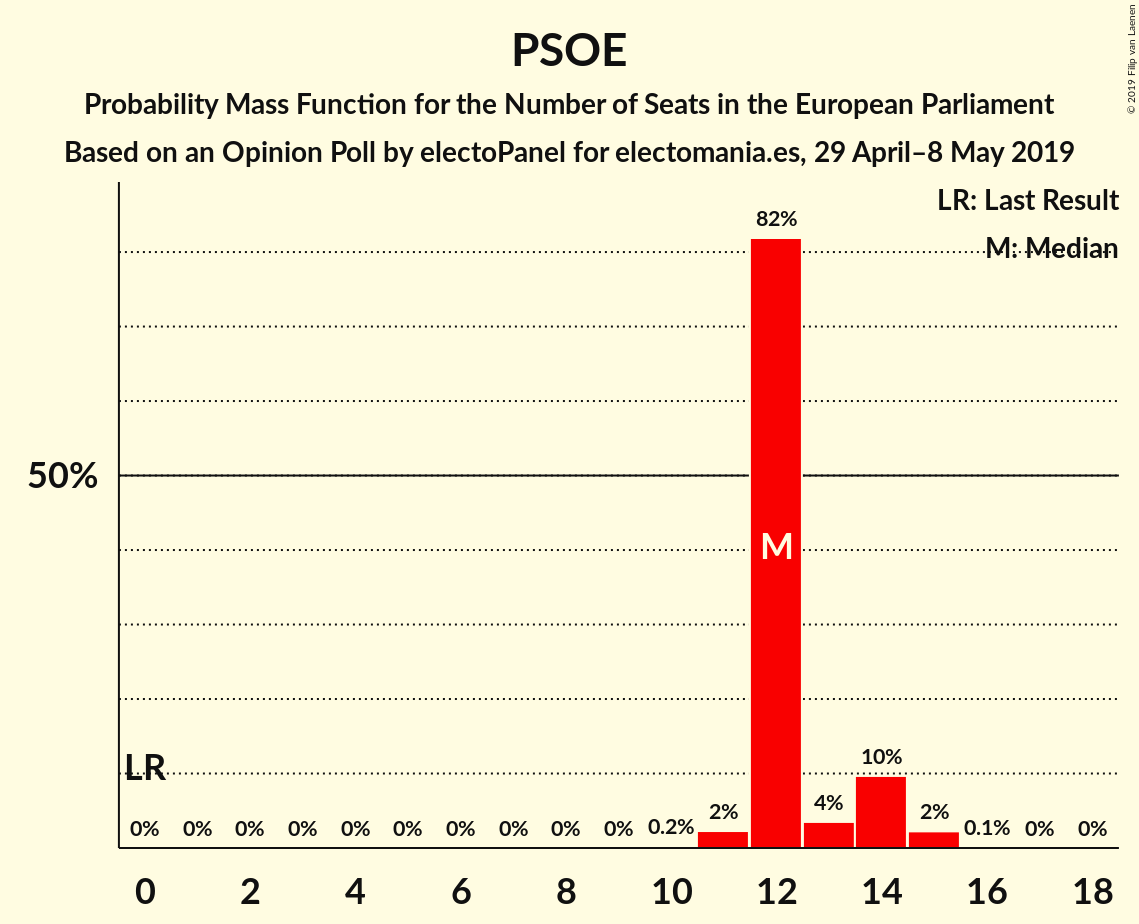 PSOE
Probability Mass Function for the Number of Seats in the European Parliament
Based on an Opinion Poll by electoPanel for electomania.es, 29 April–8 May 2019
© 2019 Filip van Laenen
LR: Last Result
M: Median
82%
50%
M
LR
10%
0% 0% 0% 0% 0% 0% 0% 0% 0% 0% 0.2% 2% 4% 2% 0.1% 0% 0%
0 2 4 6 8 10 12 14 16 18